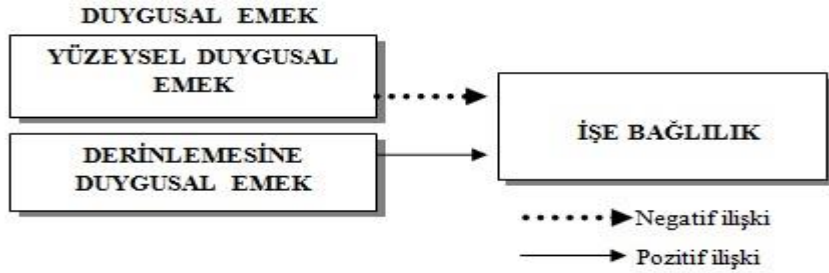 DUYGUSAL EMEK
YÜZEYSEL DUYGUSAL
EMEK
DERİNLEMESİNE
DUYGUSAL EMEK
İŞE BAĞLILIK
Negatif ilişki
Pozitif ilişki